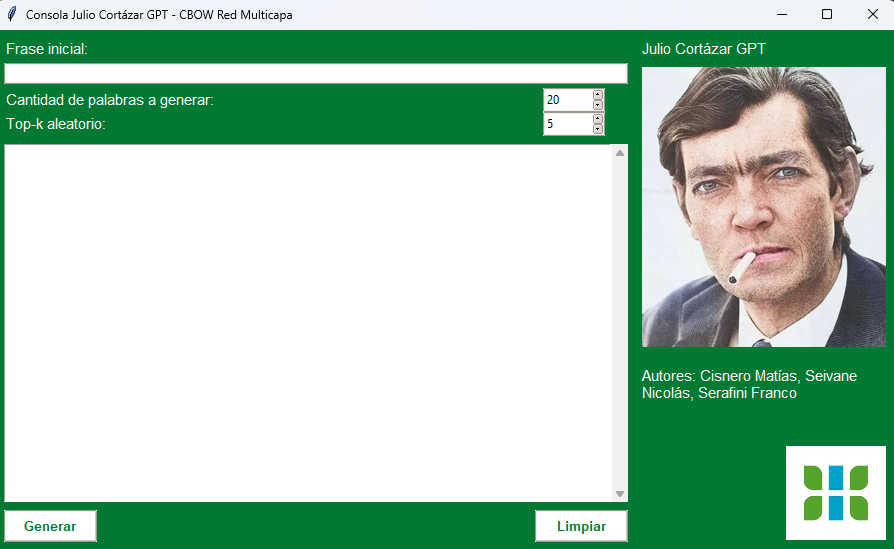 Consola Julio Cortázar GPT - CBOW Red Multicapa
Frase inicial:
Cantidad de palabras a generar:
20
Top-k aleatorio:
5
Generar
Limpiar
Julio Cortázar GPT
Autores: Cisnero Matías, Seivane
Nicolás, Serafini Franco